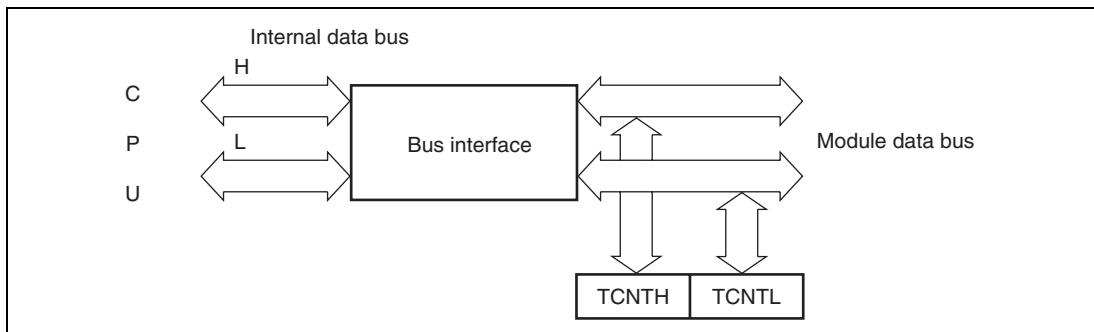 Internal data bus
H
C
P
U
L
Bus interface
Module data bus
TCNTH
TCNTL